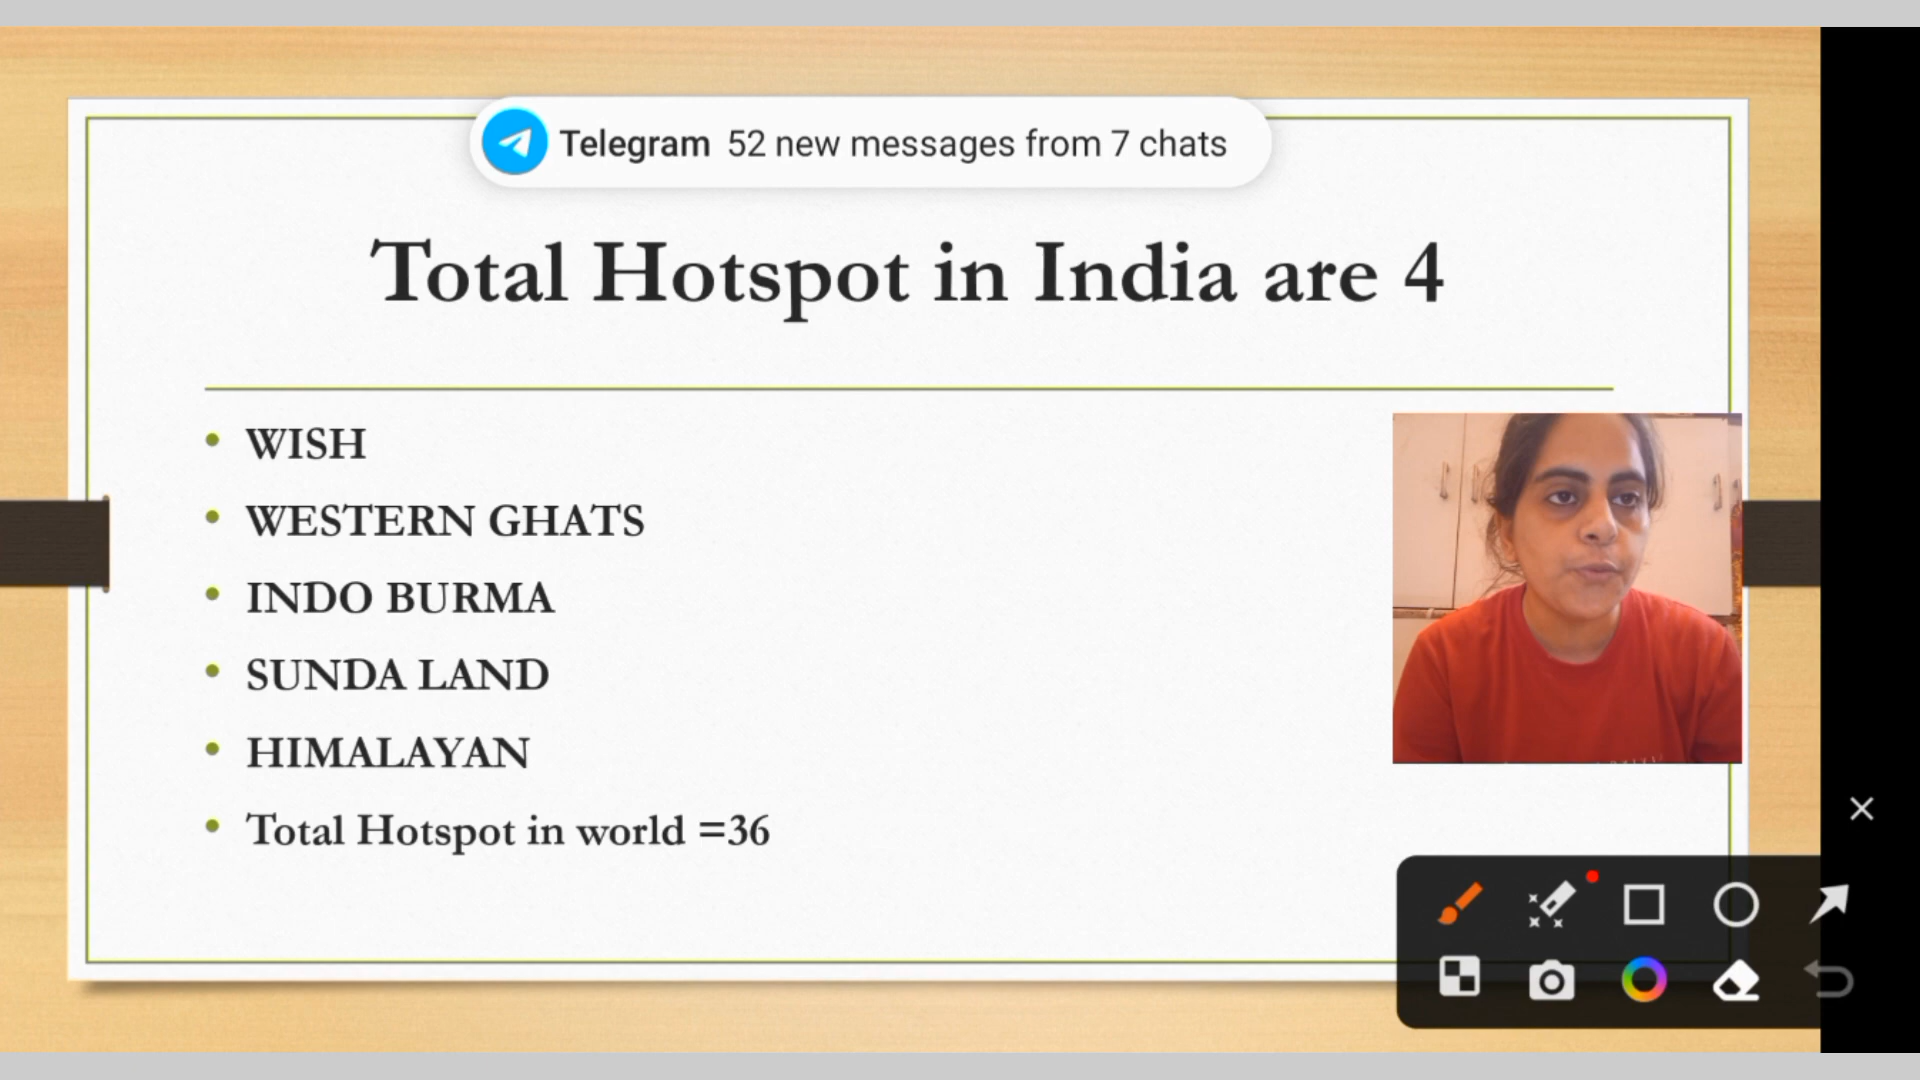 Telegram 52 new messages from 7 chats
Total Hotspot in India are 4
WISH
WESTERN GHATS
INDO BURMA
SUNDA LAND
HIMALAYAN
Total Hotspot in world =36